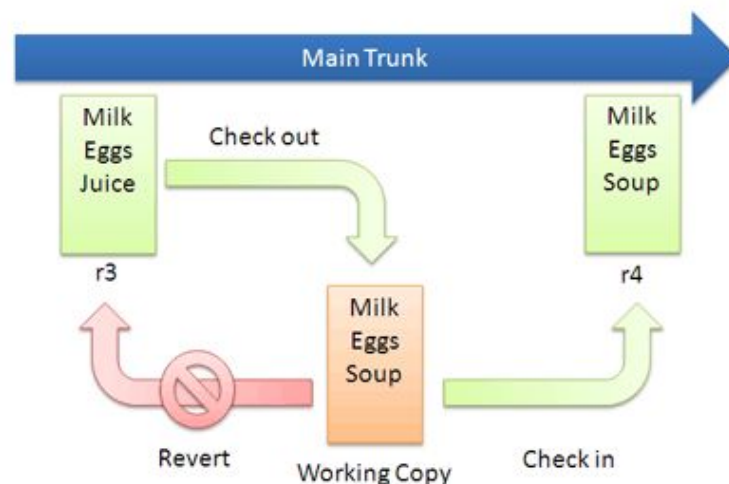 Main Trunk
Milk
Eggs
Juice
r3
Check out
Milk
Eggs
Soup
r4
Milk
Eggs
Soup
Working Copy
Revert
Check in